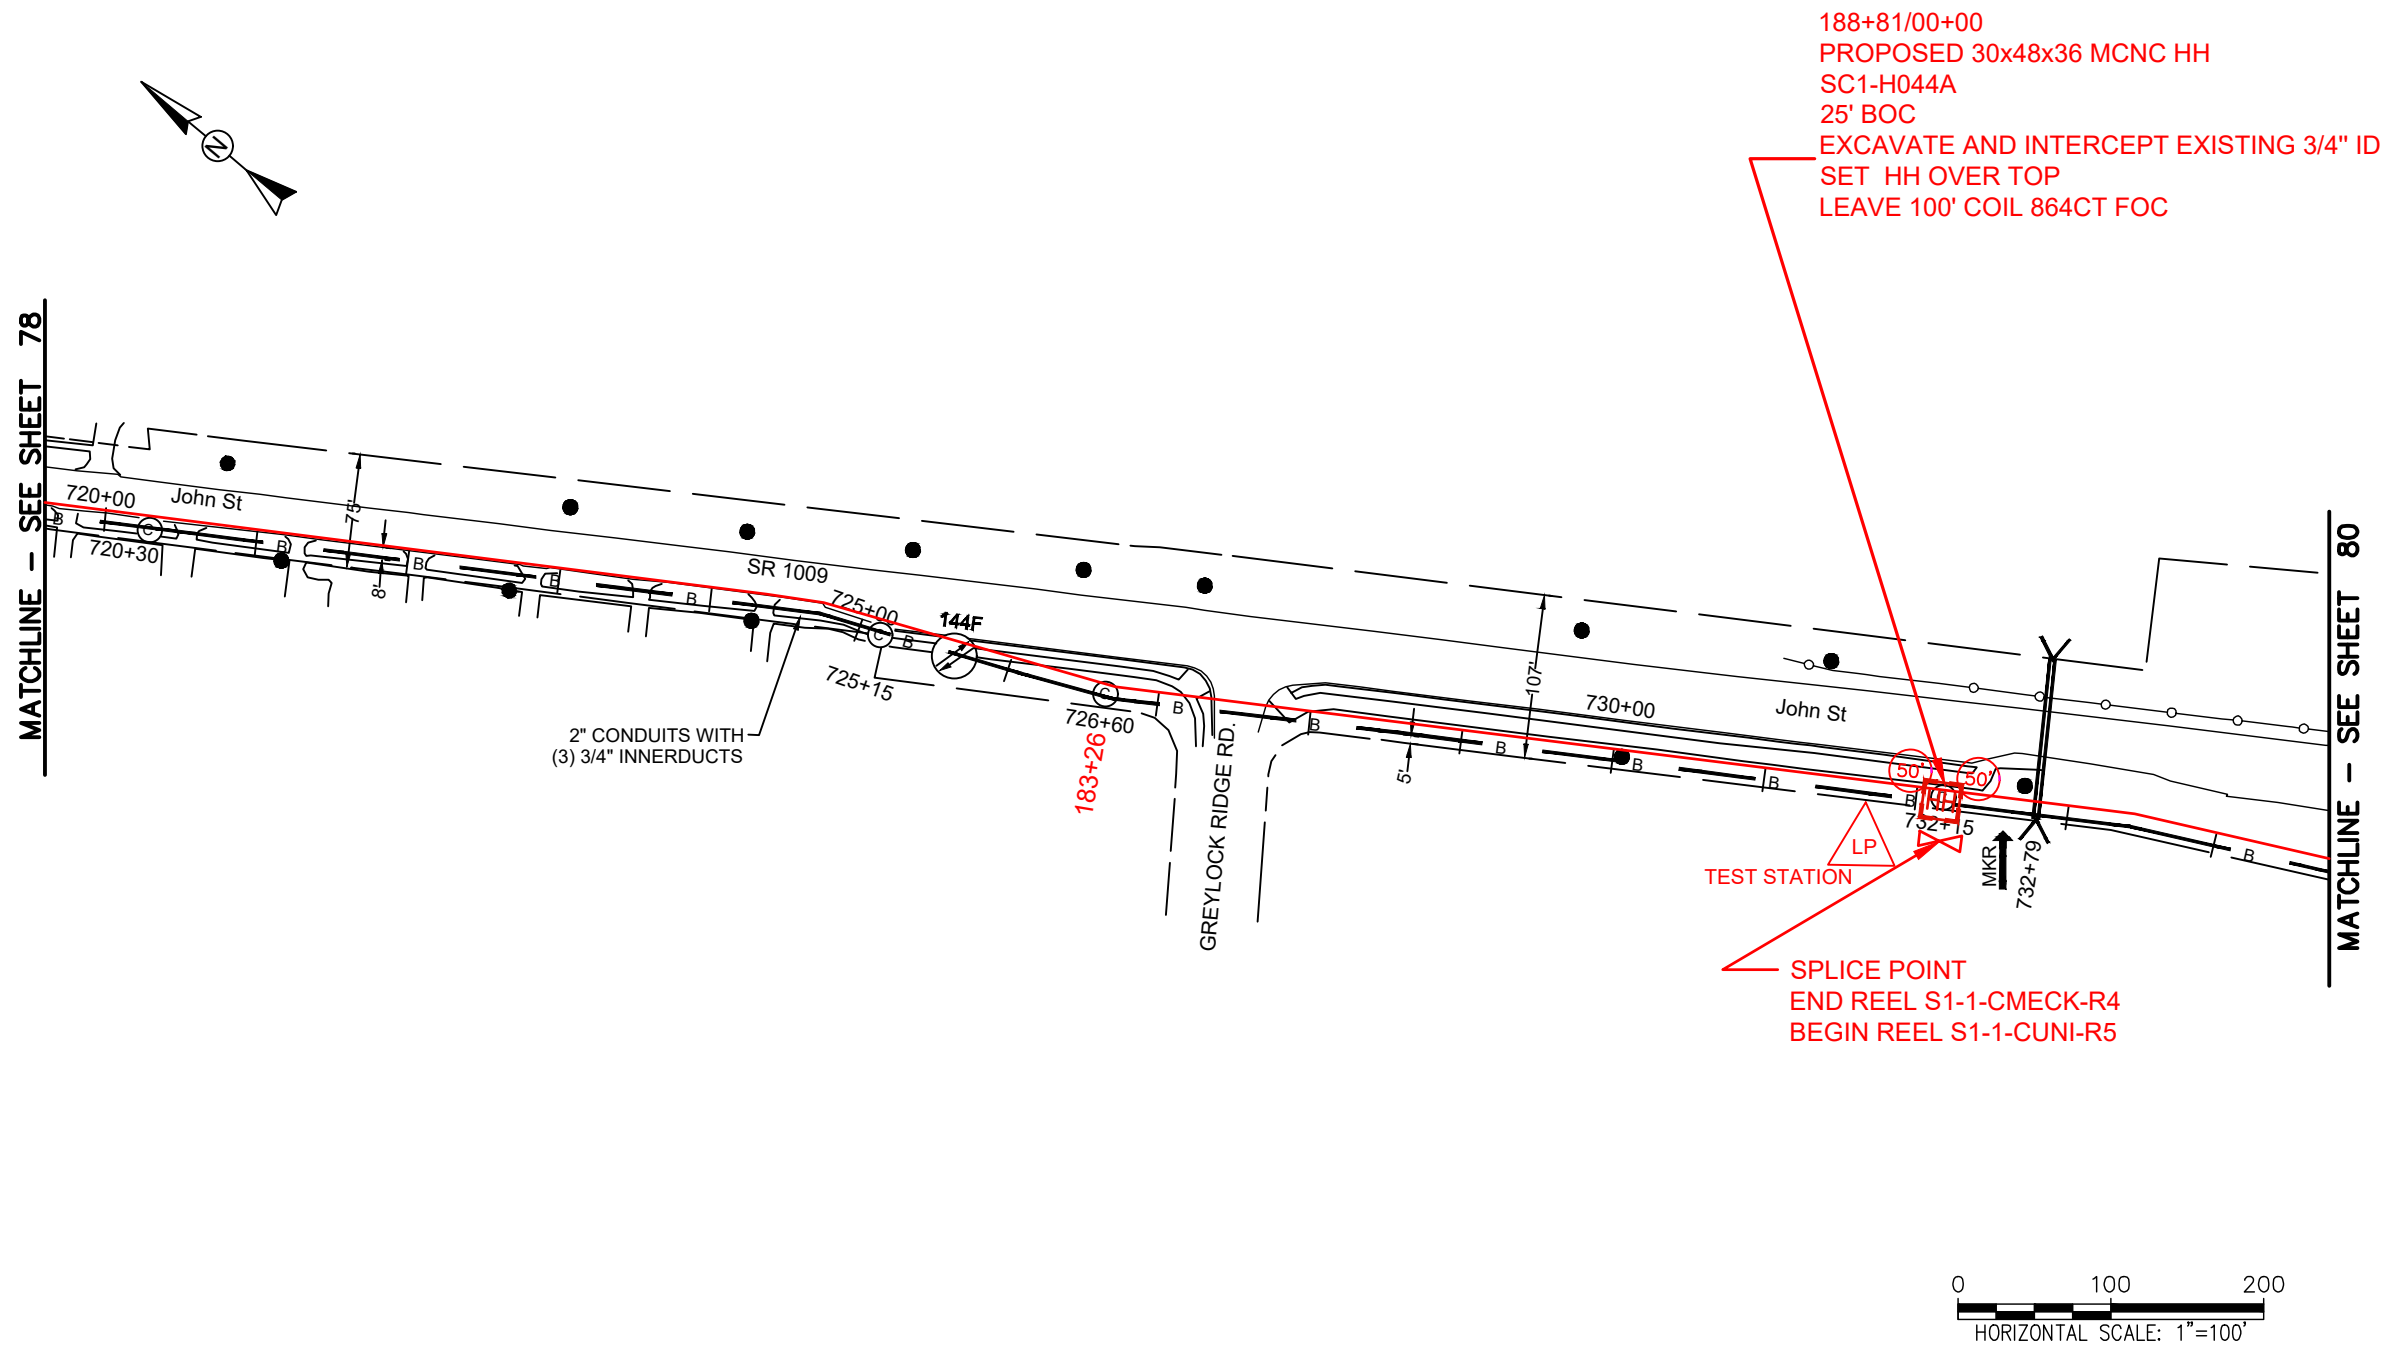 188+81/00+00
PROPOSED 30x48x36 MCNC HH
SC1-H044A
25' BOC
EXCAVATE AND INTERCEPT EXISTING 3/4" ID
SET HH OVER TOP
LEAVE 100' COIL 864CT FOC
N
MATCHLINE - SEE SHEET 78
720+00
John St
B
C
720+30
B
75'
8'
B
B
B
SR 1009
725+00
C
B
144F
725+15
2" CONDUITS WITH
(3) 3/4" INNERDUCTS
C
726+60
183+26
B
GREYLOCK RIDGE RD.
B
5'
B
107'
730+00
B
John St
B
B
50'
50'
HH
732+15
LP
TEST STATION
MKR
732+79
B
MATCHLINE - SEE SHEET 80
SPLICE POINT
END REEL S1-1-CMECK-R4
BEGIN REEL S1-1-CUNI-R5
0 100 200
HORIZONTAL SCALE: 1"=100'